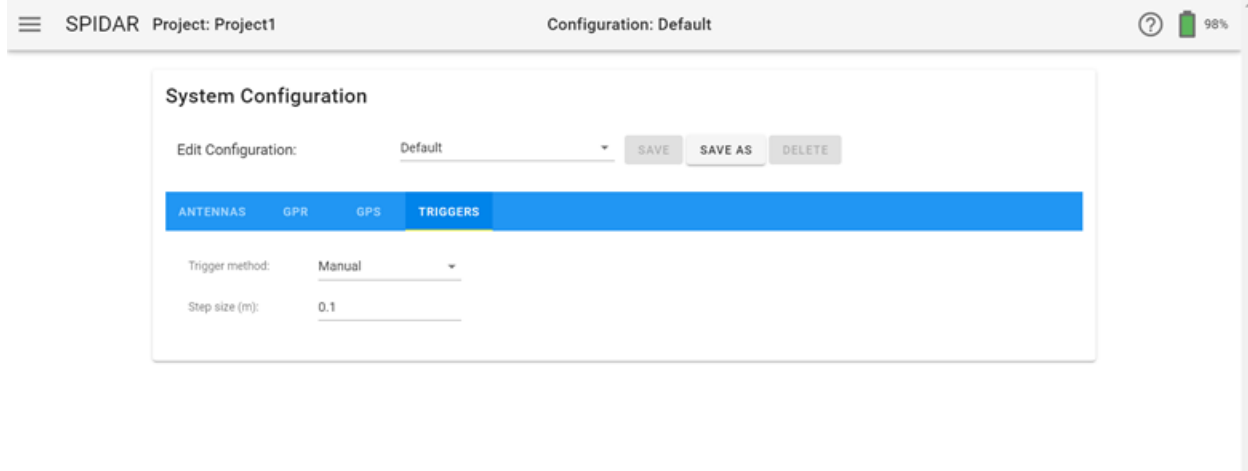 SPIDAR Project: Project1 Configuration: Default 98%
System Configuration
Edit Configuration: Default SAVE SAVE AS DELETE
ANTENNAS GPR GPS TRIGGERS
Trigger method: Manual
Step size (m): 0.1